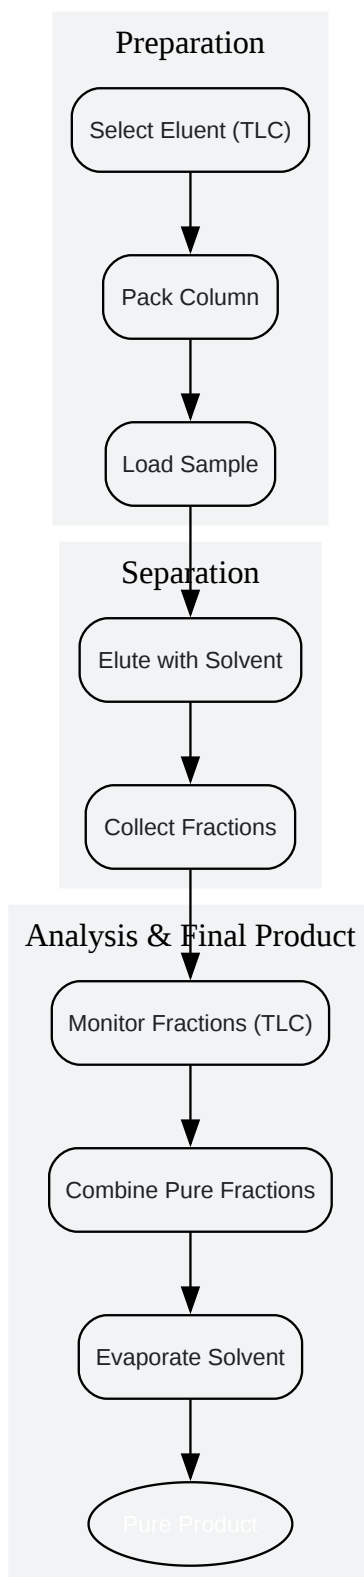 Preparation
Select Eluent (TLC)
Pack Column
Load Sample
Separation
Elute with Solvent
Collect Fractions
Analysis & Final Product
Monitor Fractions (TLC)
Combine Pure Fractions
Evaporate Solvent
Pure Product